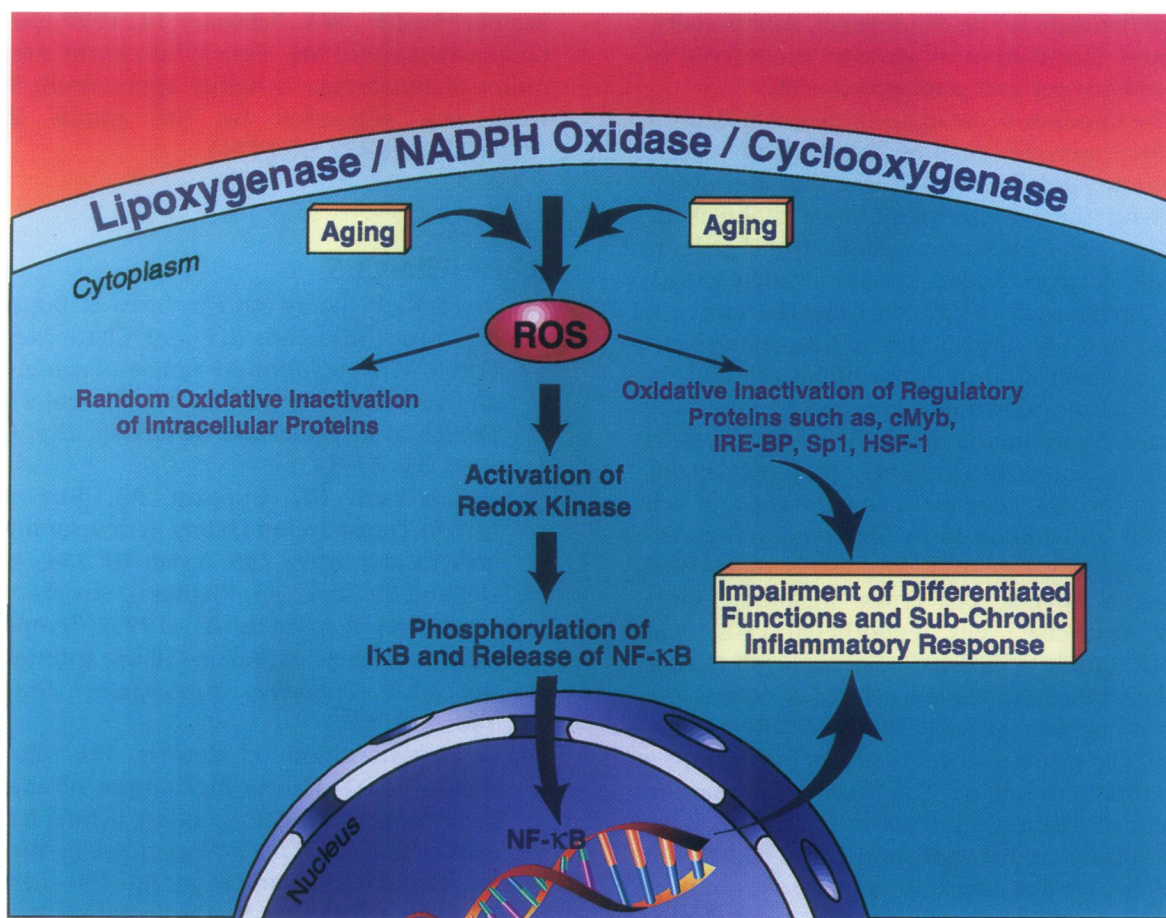 Lipoxygenase / NADPH Oxidase / Cyclooxygenase
Aging
Aging
Cytoplasm
ROS
Random Oxidative Inactivation
of Intracellular Proteins
Oxidative Inactivation of Regulatory
Proteins such as, cMyb,
IRE-BP, Sp1, HSF-1
Activation of
Redox Kinase
Impairment of Differentiated
Functions and Sub-Chronic
Inflammatory Response
Phosphorylation of
IκB and Release of NF-κB
NF-κB
Nucleus